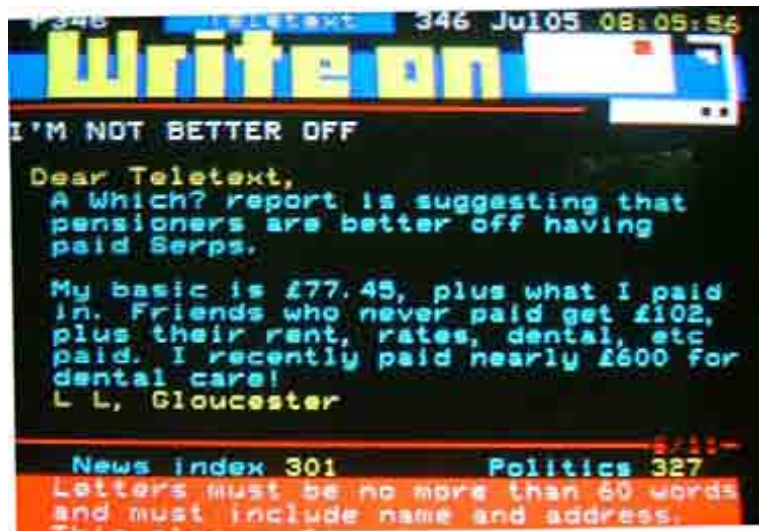 P346 Teletext 346 Jul05 08:05:56
Write on
I'M NOT BETTER OFF
Dear Teletext,
A Which? report is suggesting that
pensioners are better off having
paid Serps.
My basic is £77.45, plus what I paid
in. Friends who never paid get £102,
plus their rent, rates, dental, etc
paid. I recently paid nearly £600 for
dental care!
L L, Gloucester
News index 301 Politics 327
Letters must be no more than 60 words
and must include name and address.